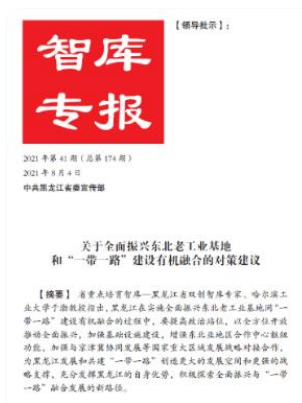 【领导批示】：
智库
专报
2021 年第 41 期（总第 174 期）
2021 年 8 月 4 日
中共黑龙江省委宣传部
关于全面振兴东北老工业基地
和“一带一路”建设有机融合的对策建议
【摘要】省重点培育智库—黑龙江省双创智库专家、哈尔滨工
业大学于渤教授指出，黑龙江在实施全面振兴东北老工业基地同“一
带一路”建设有机融合的过程中，要提高政治站位，以全方位开放
推动全面振兴，加强基础设施建设，增强东北亚地区合作中心枢纽
功能，加强与京津冀协同发展等国家重大区域发展战略对接合作，
为黑龙江发展和共建“一带一路”创造更大的发展空间和更强的战
略支撑，充分发挥黑龙江的自身优势，积极探索全面振兴与“一带
一路”融合发展的新路径。